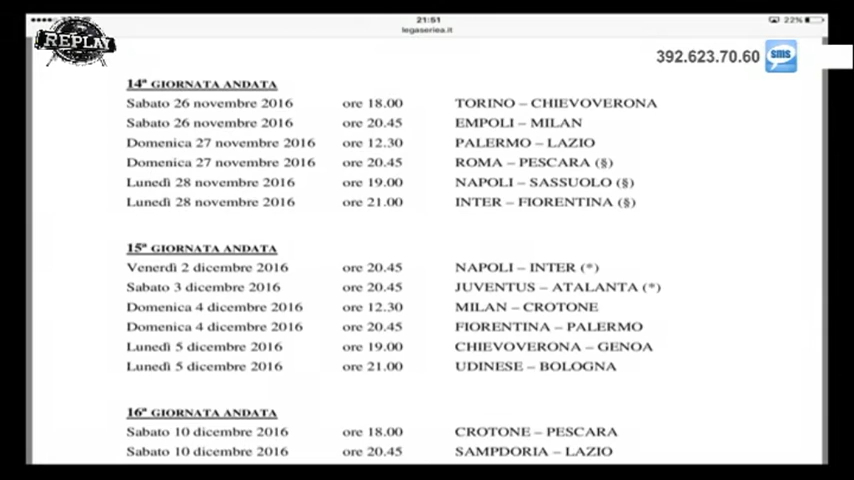 21:51
22%
legaseriea.it
REPLAY
392.623.70.60
sms
14ª GIORNATA ANDATA
Sabato 26 novembre 2016 ore 18.00 TORINO – CHIEVOVERONA
Sabato 26 novembre 2016 ore 20.45 EMPOLI – MILAN
Domenica 27 novembre 2016 ore 12.30 PALERMO – LAZIO
Domenica 27 novembre 2016 ore 20.45 ROMA – PESCARA (§)
Lunedì 28 novembre 2016 ore 19.00 NAPOLI – SASSUOLO (§)
Lunedì 28 novembre 2016 ore 21.00 INTER – FIORENTINA (§)
15ª GIORNATA ANDATA
Venerdì 2 dicembre 2016 ore 20.45 NAPOLI – INTER (*)
Sabato 3 dicembre 2016 ore 20.45 JUVENTUS – ATALANTA (*)
Domenica 4 dicembre 2016 ore 12.30 MILAN – CROTONE
Domenica 4 dicembre 2016 ore 20.45 FIORENTINA – PALERMO
Lunedì 5 dicembre 2016 ore 19.00 CHIEVOVERONA – GENOA
Lunedì 5 dicembre 2016 ore 21.00 UDINESE – BOLOGNA
16ª GIORNATA ANDATA
Sabato 10 dicembre 2016 ore 18.00 CROTONE – PESCARA
Sabato 10 dicembre 2016 ore 20.45 SAMPDORIA – LAZIO